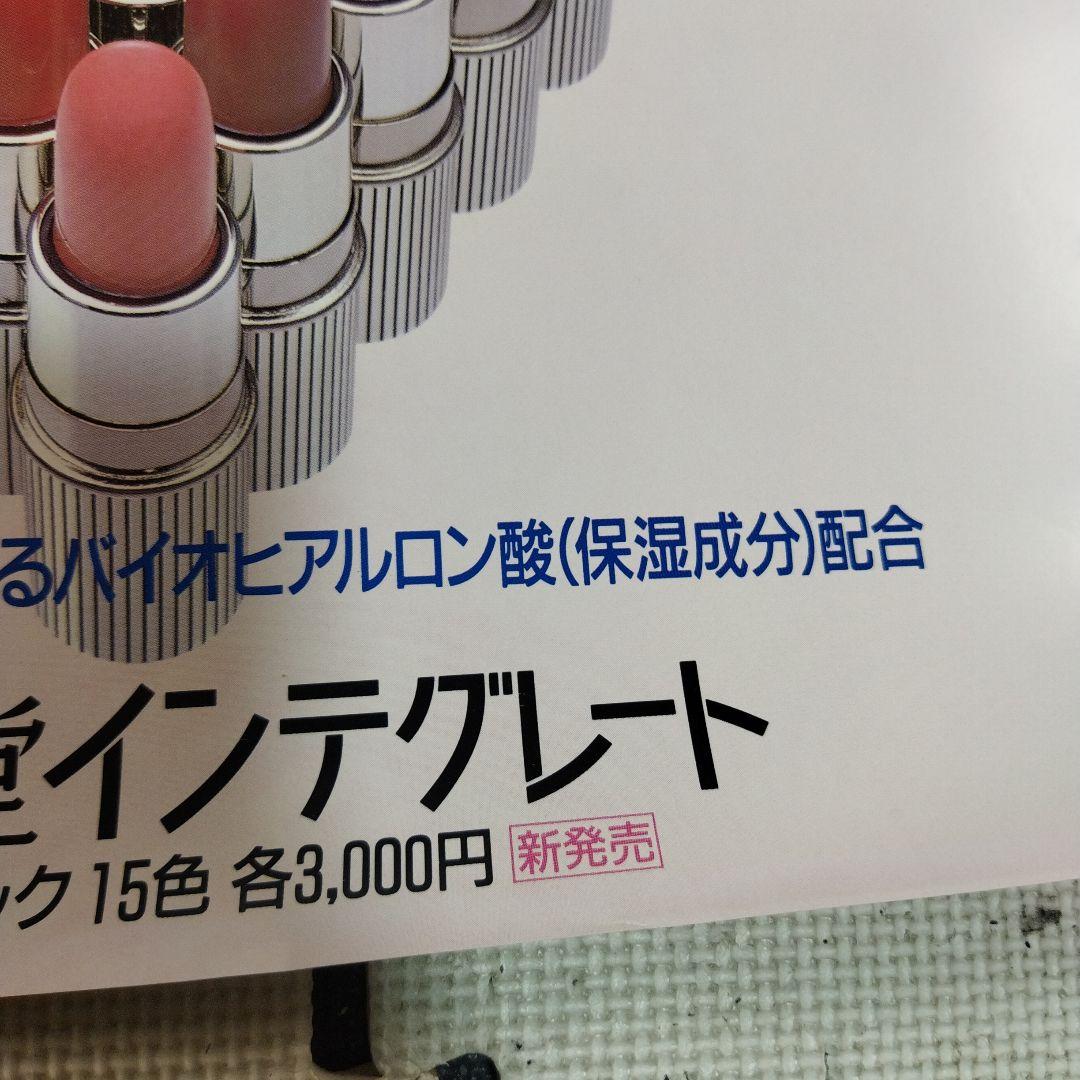 るバイオヒアルロン酸(保湿成分)配合
堂インテグレート
ック 15色 各3,000円 新発売